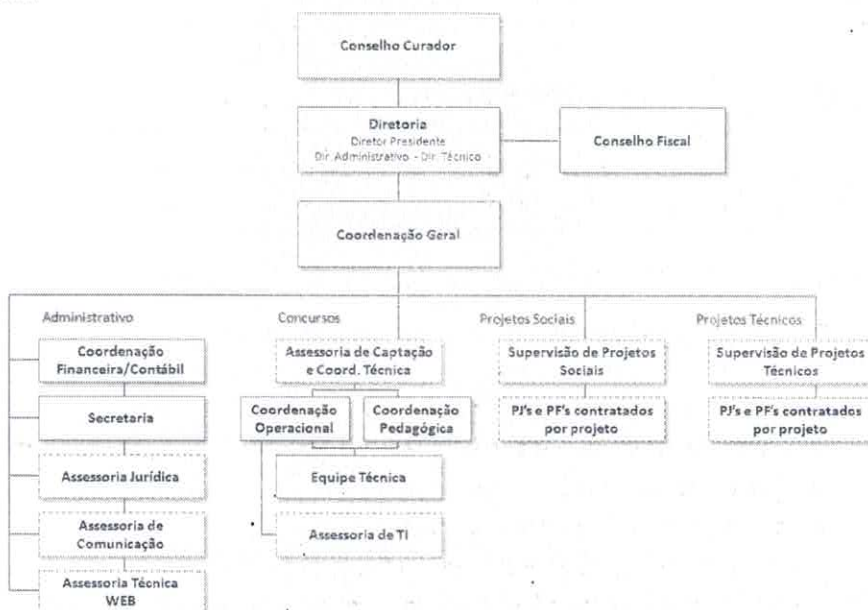 Conselho Curador
Diretoria
Diretor Presidente
Dir. Administrativo - Dir. Técnico
Conselho Fiscal
Coordenação Geral
Administrativo
Coordenação
Financeira/Contábil
Secretaria
Assessoria Jurídica
Assessoria de
Comunicação
Assessoria Técnica
WEB
Concursos
Assessoria de Captação
e Coord. Técnica
Coordenação
Operacional
Coordenação
Pedagógica
Equipe Técnica
Assessoria de TI
Projetos Sociais
Supervisão de Projetos
Sociais
PJ's e PF's contratados
por projeto
Projetos Técnicos
Supervisão de Projetos
Técnicos
PJ's e PF's contratados
por projeto